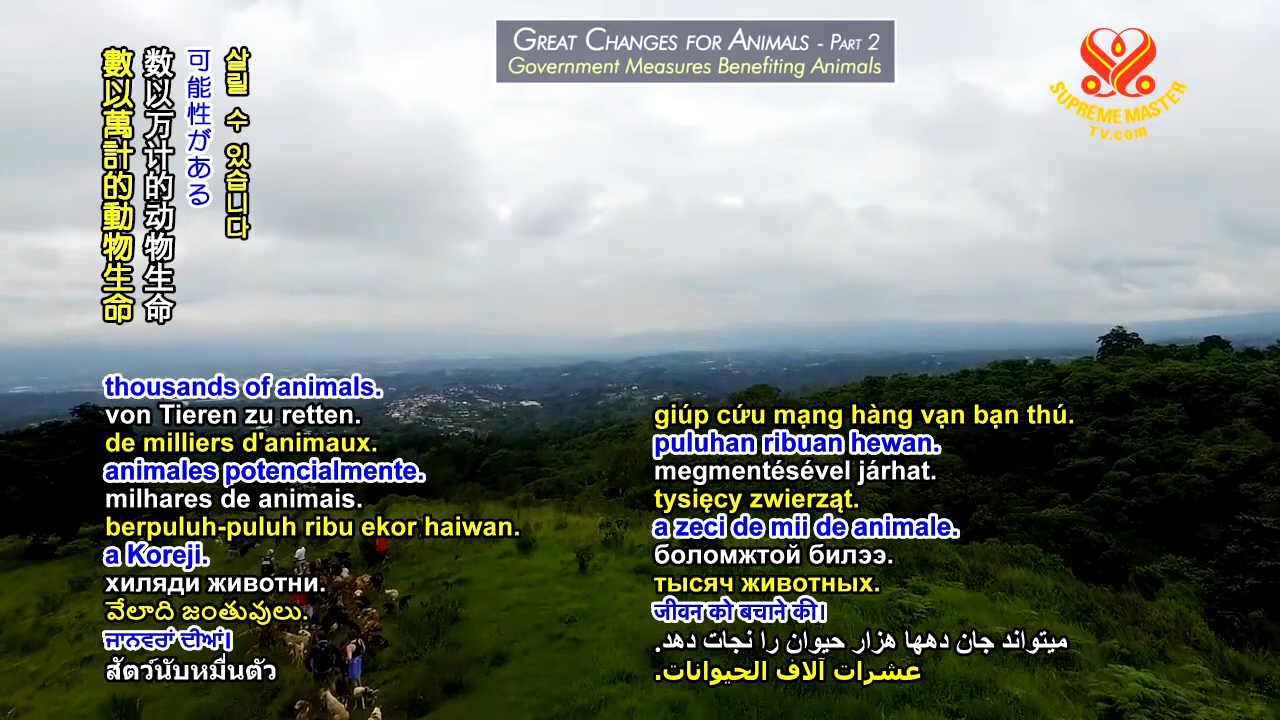 GREAT CHANGES FOR ANIMALS - PART 2
Government Measures Benefiting Animals
SUPREME MASTER
TV.com
살릴 수 있습니다
可能性がある
数以万计的动物生命
數以萬計的動物生命
thousands of animals.
von Tieren zu retten.
de milliers d'animaux.
animales potencialmente.
milhares de animais.
berpuluh-puluh ribu ekor haiwan.
a Koreji.
хиляди животни.
వేలాది జంతువులు.
ਜਾਨਵਰਾਂ ਦੀਆਂ।
สัตว์นับหมื่นตัว
giúp cứu mạng hàng vạn bạn thú.
puluhan ribuan hewan.
megmentésével járhat.
tysięcy zwierząt.
a zeci de mii de animale.
боломжтой билээ.
тысяч животных.
जीवन को बचाने की।
میتواند جان دهها هزار حیوان را نجات دهد.
عشرات آلاف الحيوانات.